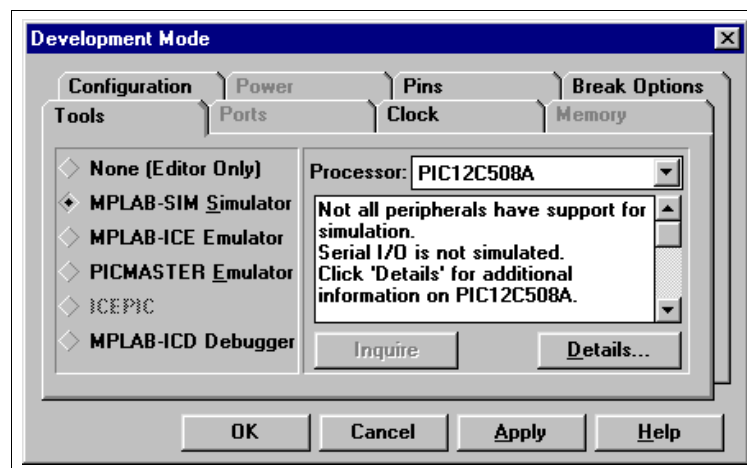 Development Mode
Configuration Power Pins Break Options
Tools Ports Clock Memory
None (Editor Only)
MPLAB-SIM Simulator
MPLAB-ICE Emulator
PICMASTER Emulator
ICEPIC
MPLAB-ICD Debugger
Processor: PIC12C508A
Not all peripherals have support for
simulation.
Serial I/O is not simulated.
Click 'Details' for additional
information on PIC12C508A.
Inquire Details...
OK Cancel Apply Help